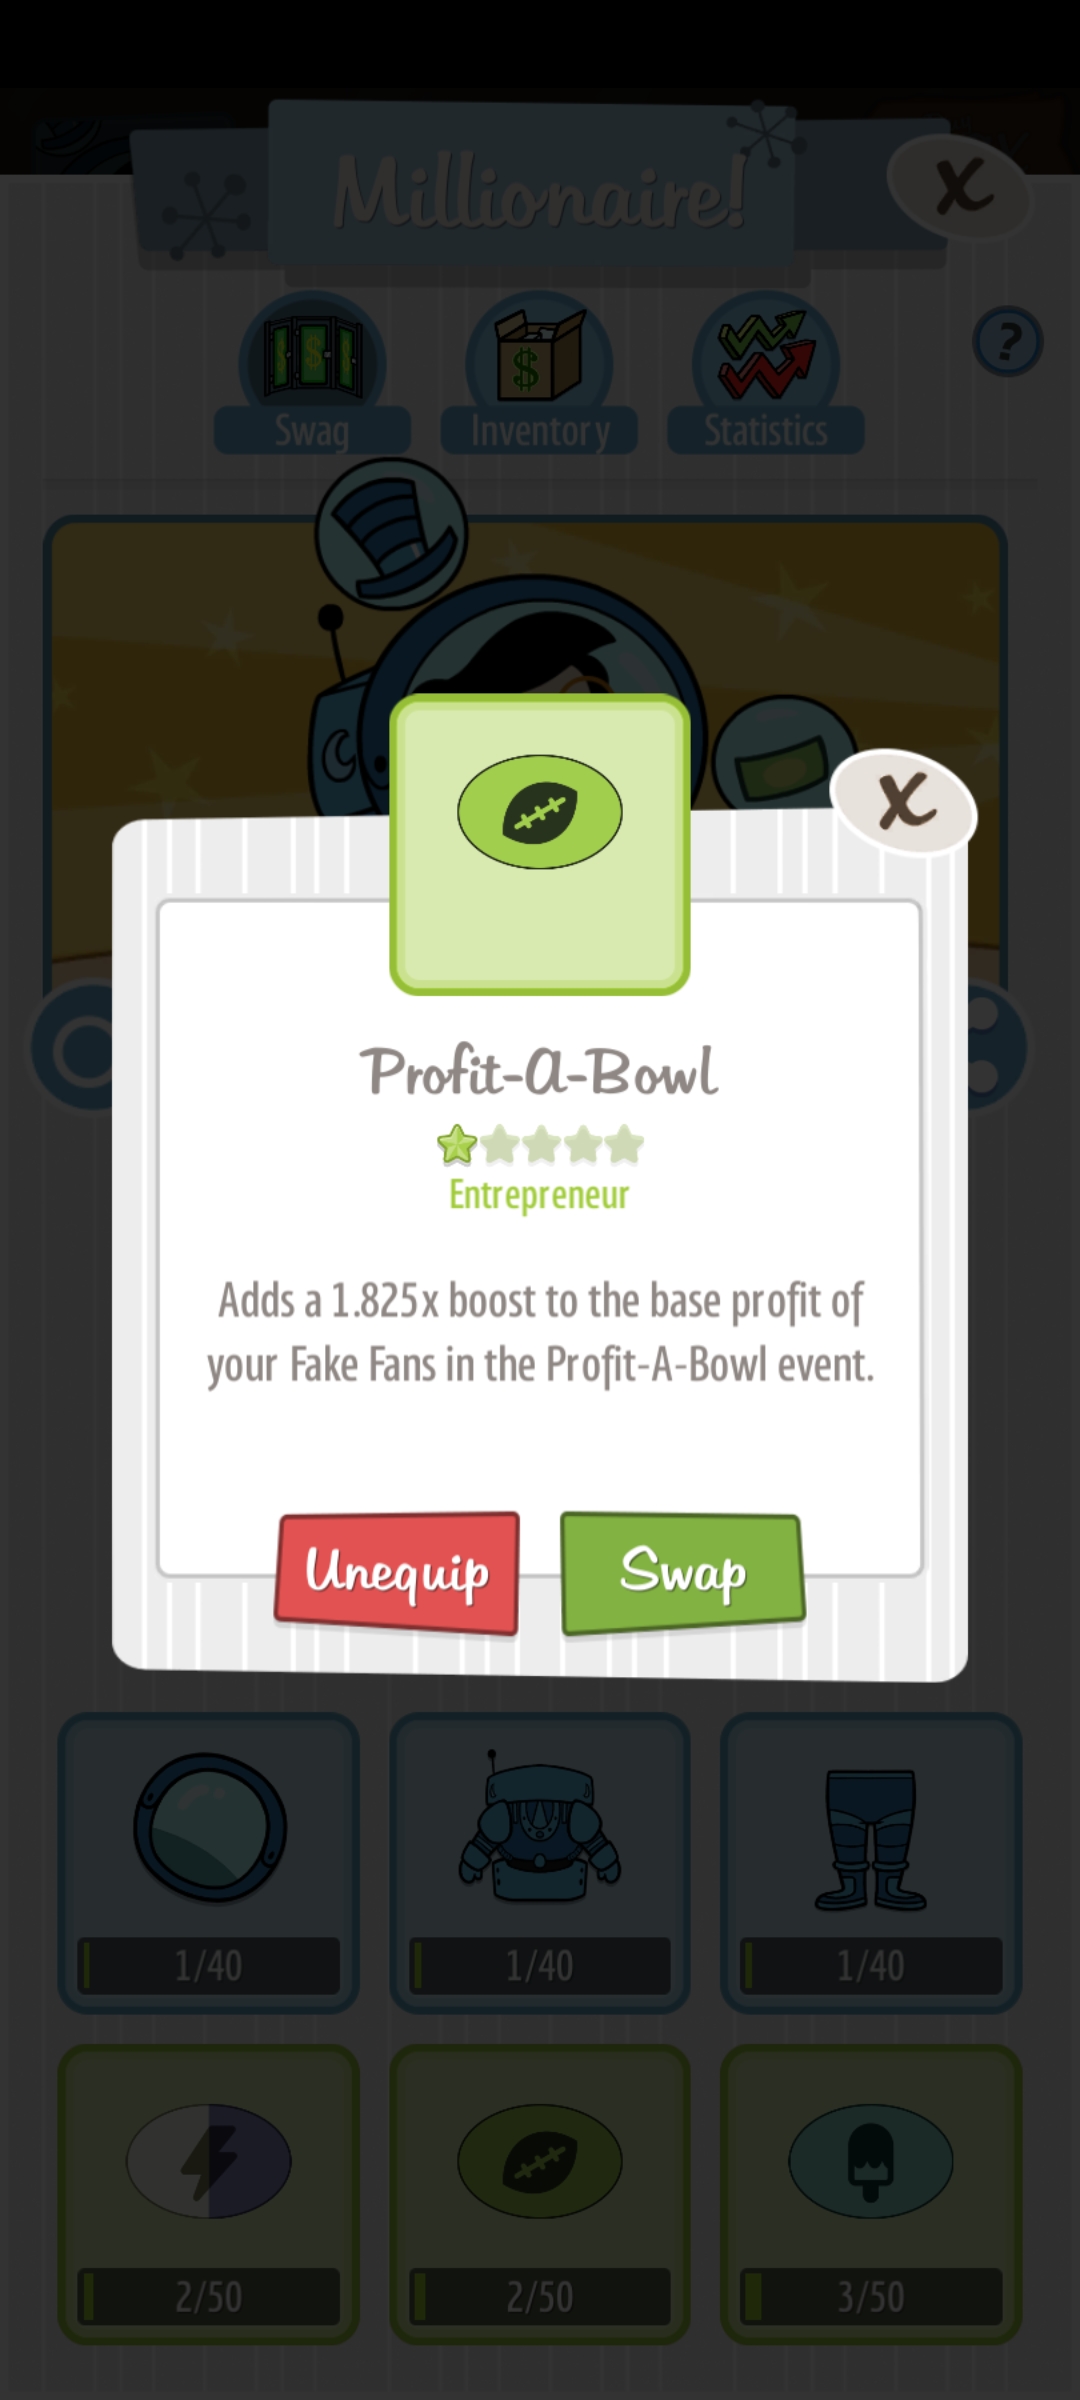 Millionaire!
X
?
Swag
Inventory
Statistics
X
Profit-A-Bowl
Entrepreneur
Adds a 1.825x boost to the base profit of
your Fake Fans in the Profit-A-Bowl event.
Unequip
Swap
1/40
1/40
1/40
2/50
2/50
3/50